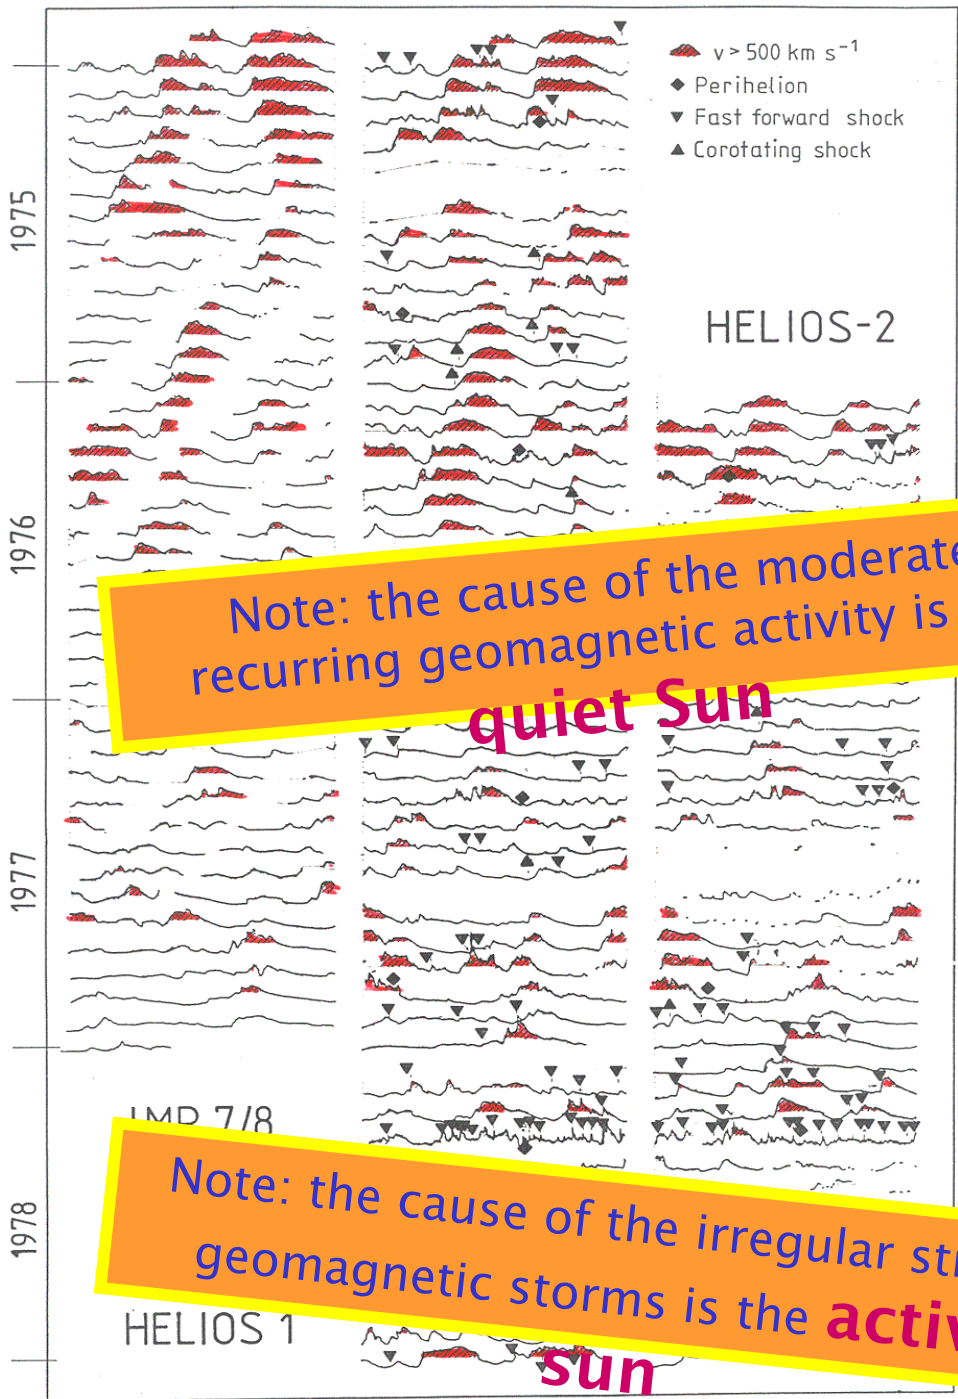 v > 500 km s⁻¹
Perihelion
Fast forward shock
Corotating shock
1975
HELIOS-2
1976
Note: the cause of the moderate
recurring geomagnetic activity is
quiet Sun
1977
IMP 7/8
1978
Note: the cause of the irregular
geomagnetic storms is the
sun
HELIOS 1